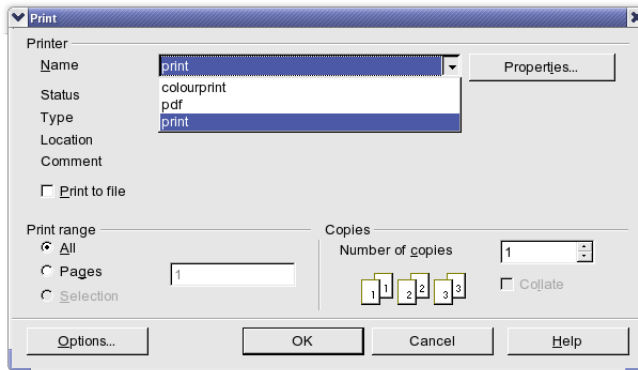 Print
Printer
Name
print
Properties...
colourprint
Status
pdf
Type
print
Location
Comment
Print to file
Print range
Copies
All
Number of copies
1
Pages
1
1 1 2 2 3 3
Collate
Selection
Options...
OK
Cancel
Help